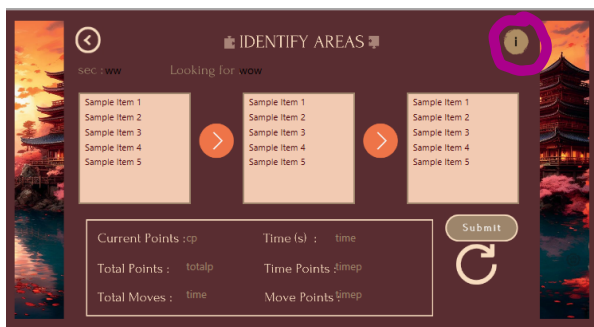 IDENTIFY AREAS
i
sec : ww
Looking for wow
Sample Item 1
Sample Item 2
Sample Item 3
Sample Item 4
Sample Item 5
Sample Item 1
Sample Item 2
Sample Item 3
Sample Item 4
Sample Item 5
Sample Item 1
Sample Item 2
Sample Item 3
Sample Item 4
Sample Item 5
Submit
Current Points : cp
Time (s) : time
Total Points : totalp
Time Points : timep
Total Moves : time
Move Points : timep